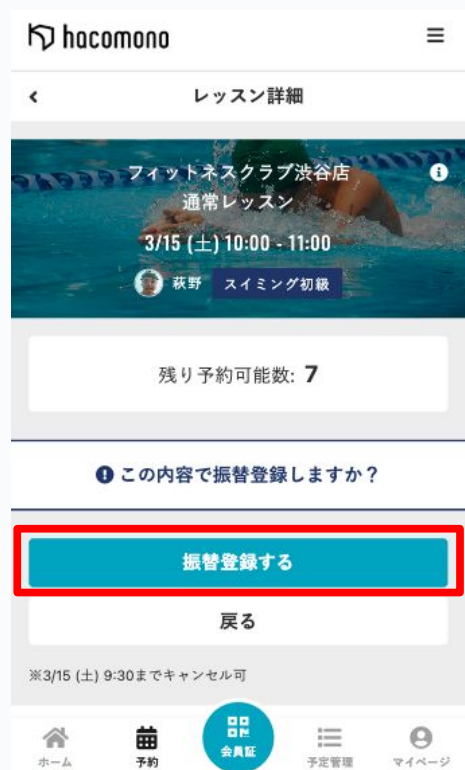 hacomono
レッスン詳細
フィットネスクラブ渋谷店
通常レッスン
3/15 (土) 10:00 - 11:00
萩野 スイミング初級
残り予約可能数: 7
この内容で振替登録しますか？
振替登録する
戻る
※3/15 (土) 9:30までキャンセル可
ホーム 予約 会員証 予定管理 マイページ